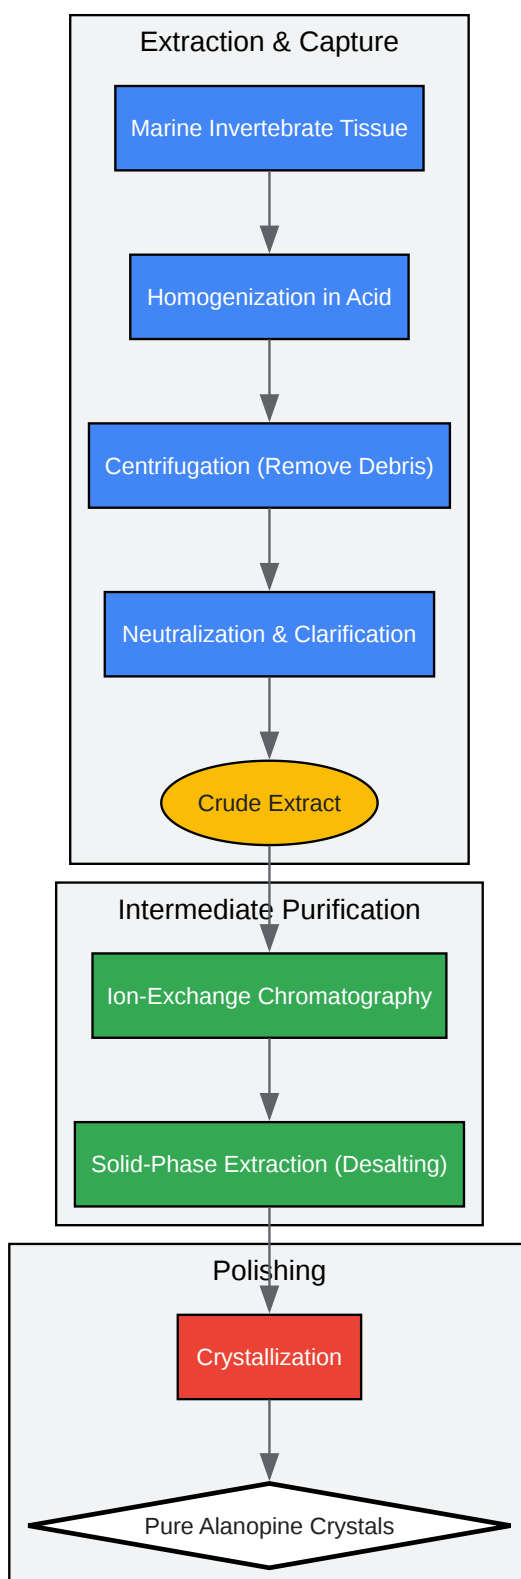 Extraction & Capture
Marine Invertebrate Tissue
Homogenization in Acid
Centrifugation (Remove Debris)
Neutralization & Clarification
Crude Extract
Intermediate Purification
Ion-Exchange Chromatography
Solid-Phase Extraction (Desalting)
Polishing
Crystallization
Pure Alanopine Crystals